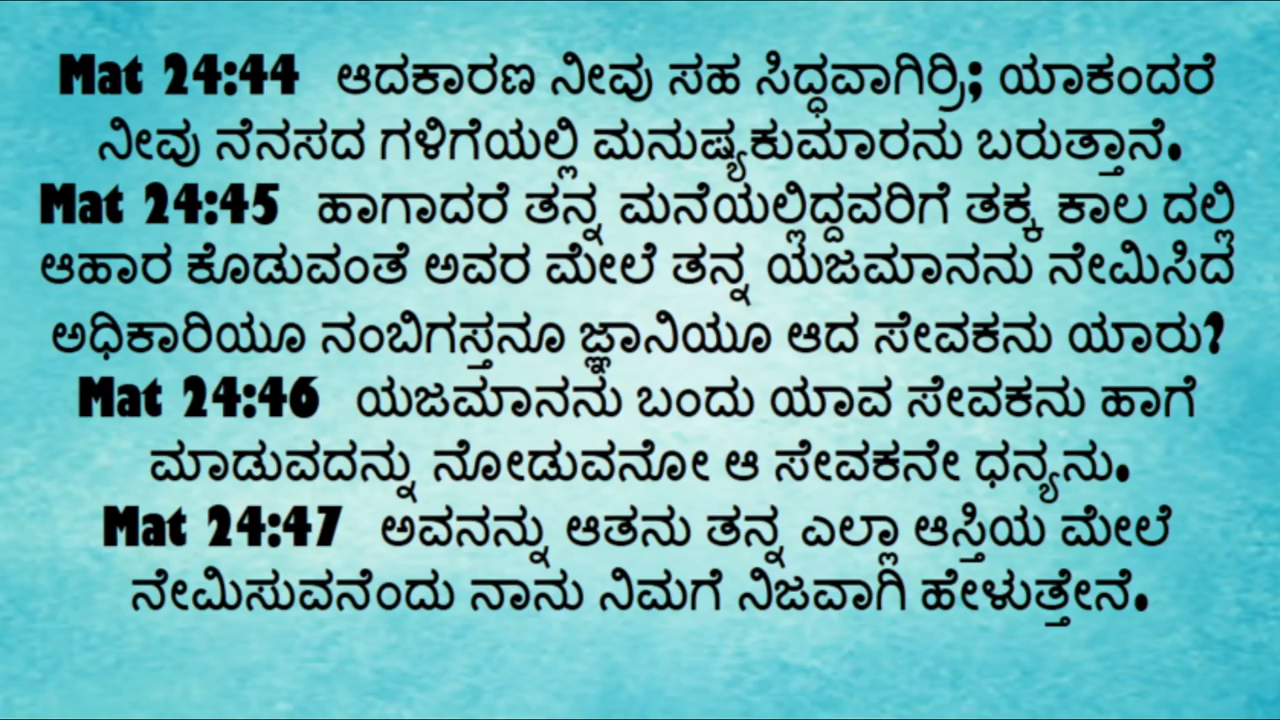 Mat 24:44 ಆದಕಾರಣ ನೀವು ಸಹ ಸಿದ್ಧವಾಗಿರ್ರಿ; ಯಾಕಂದರೆ
ನೀವು ನೆನಸದ ಗಳಿಗೆಯಲ್ಲಿ ಮನುಷ್ಯಕುಮಾರನು ಬರುತ್ತಾನೆ.
Mat 24:45 ಹಾಗಾದರೆ ತನ್ನ ಮನೆಯಲ್ಲಿದ್ದವರಿಗೆ ತಕ್ಕ ಕಾಲ ದಲ್ಲಿ
ಆಹಾರ ಕೊಡುವಂತೆ ಅವರ ಮೇಲೆ ತನ್ನ ಯಜಮಾನನು ನೇಮಿಸಿದ
ಅಧಿಕಾರಿಯೂ ನಂಬಿಗಸ್ತನೂ ಜ್ಞಾನಿಯೂ ಆದ ಸೇವಕನು ಯಾರು?
Mat 24:46 ಯಜಮಾನನು ಬಂದು ಯಾವ ಸೇವಕನು ಹಾಗೆ
ಮಾಡುವದನ್ನು ನೋಡುವನೋ ಆ ಸೇವಕನೇ ಧನ್ಯನು.
Mat 24:47 ಅವನನ್ನು ಆತನು ತನ್ನ ಎಲ್ಲಾ ಆಸ್ತಿಯ ಮೇಲೆ
ನೇಮಿಸುವನೆಂದು ನಾನು ನಿಮಗೆ ನಿಜವಾಗಿ ಹೇಳುತ್ತೇನೆ.